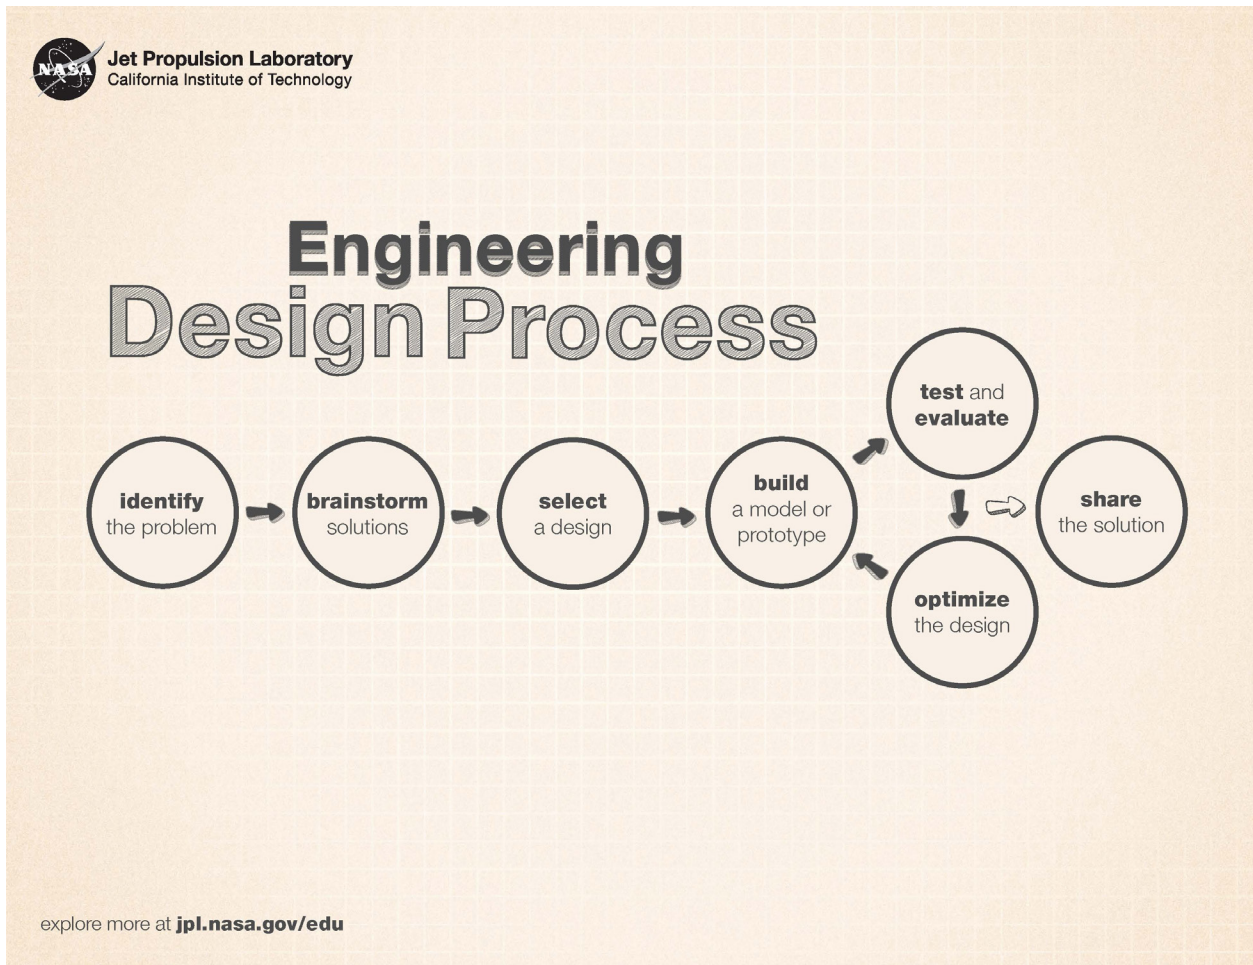 NASA
Jet Propulsion Laboratory
California Institute of Technology
Engineering
Design Process
identify
the problem
brainstorm
solutions
select
a design
build
a model or
prototype
test and
evaluate
optimize
the design
share
the solution
explore more at jpl.nasa.gov/edu